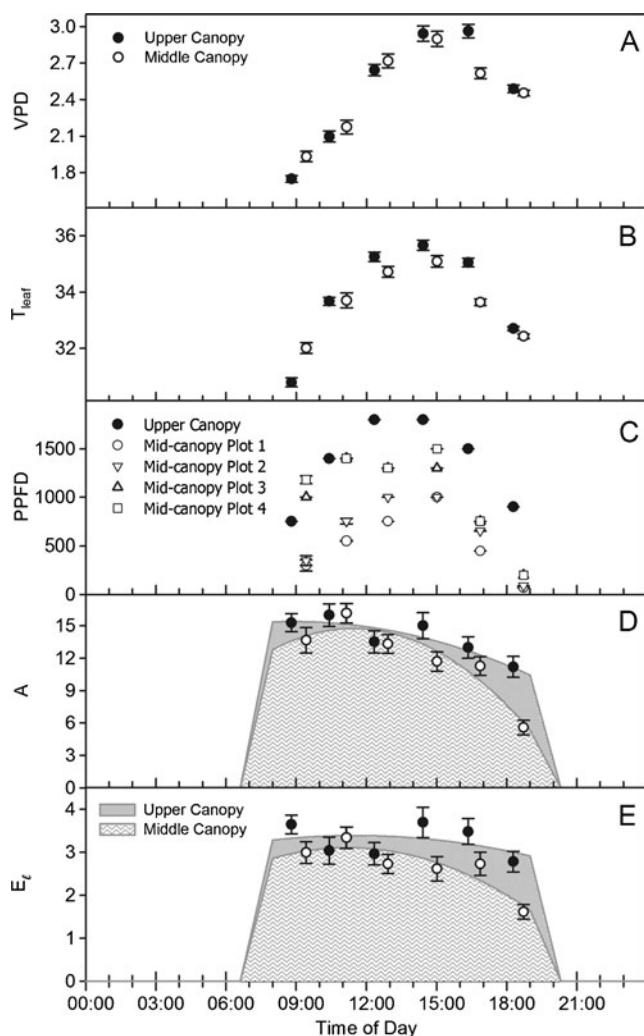 3.0
2.7
2.4
2.1
1.8
VPD
Upper Canopy
Middle Canopy
A
36
34
32
T leaf
B
1500
1000
500
0
PPFD
Upper Canopy
Mid-canopy Plot 1
Mid-canopy Plot 2
Mid-canopy Plot 3
Mid-canopy Plot 4
C
15
12
9
6
3
0
A
D
4
3
2
1
0
Eℓ
Upper Canopy
Middle Canopy
E
00:00 03:00 06:00 09:00 12:00 15:00 18:00 21:00
Time of Day